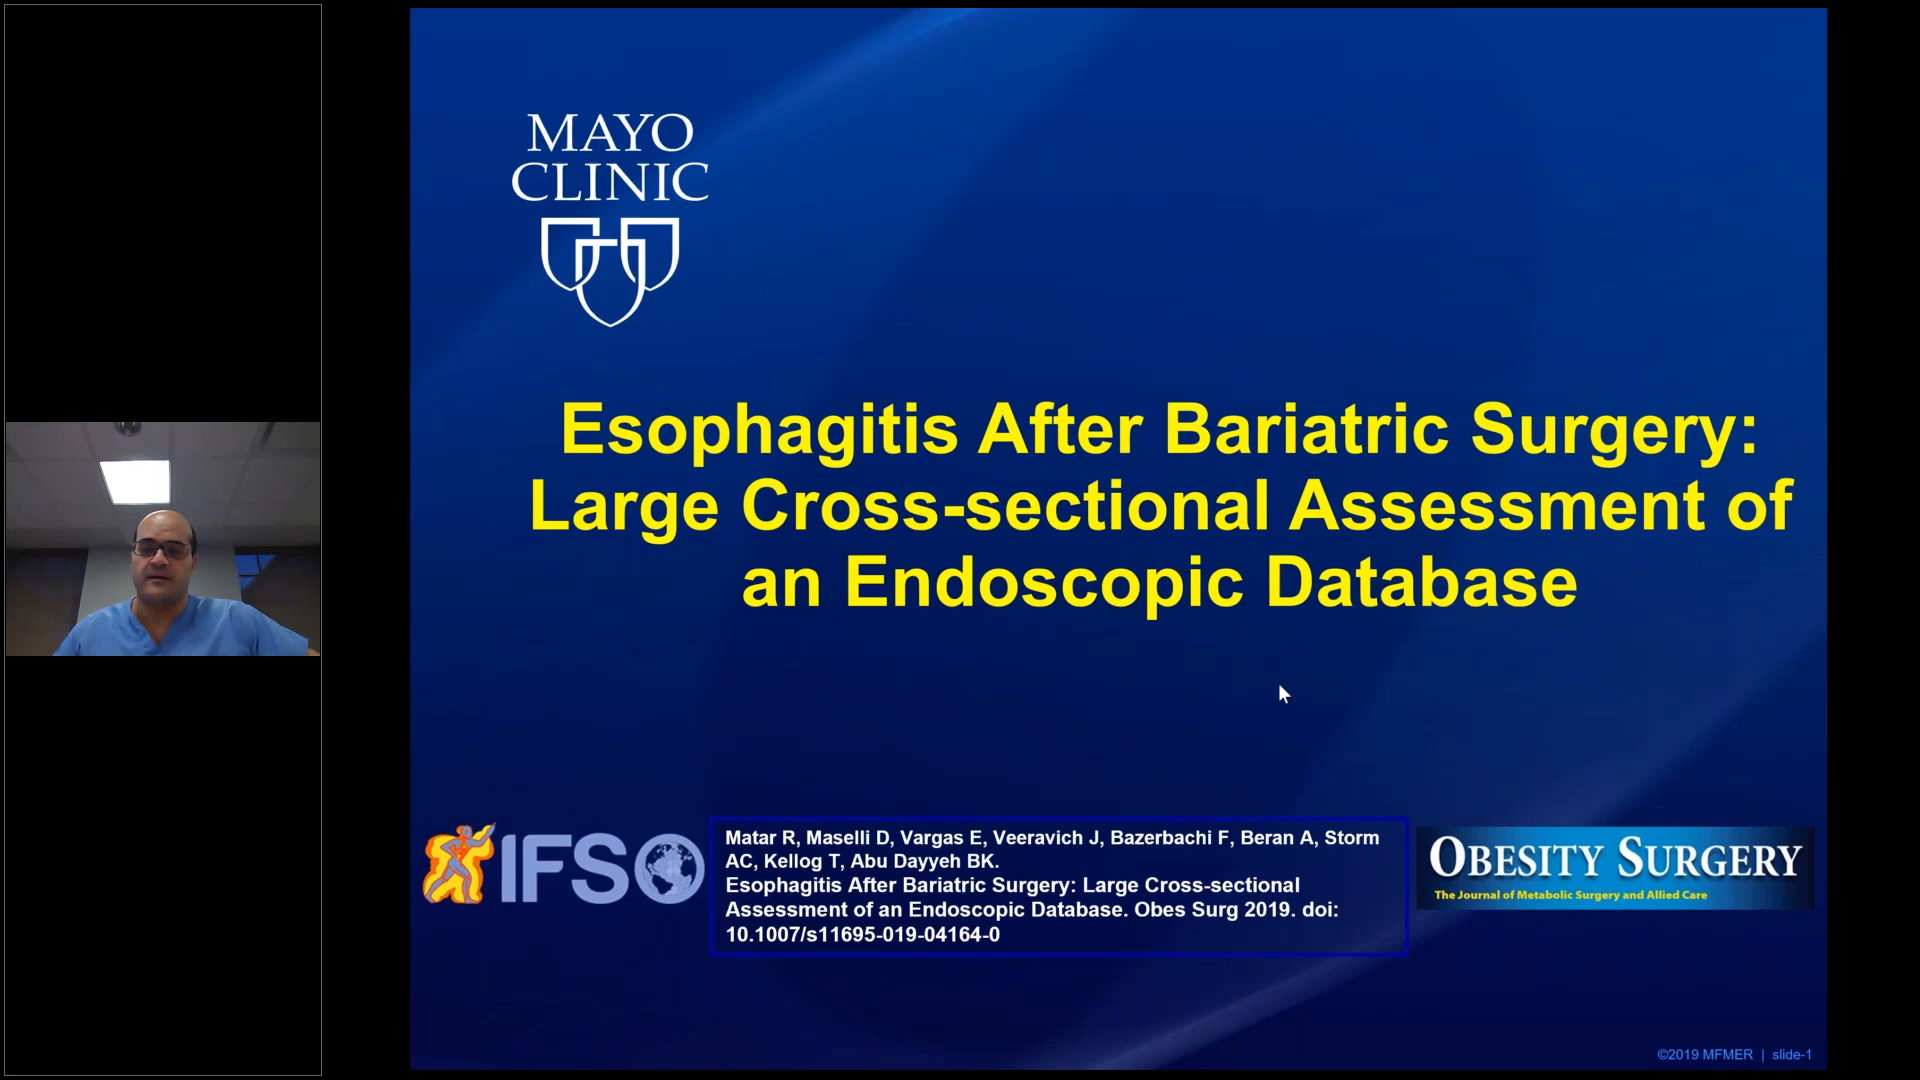 MAYO
CLINIC
Esophagitis After Bariatric Surgery:
Large Cross-sectional Assessment of
an Endoscopic Database
IFSO
Matar R, Maselli D, Vargas E, Veeravich J, Bazerbachi F, Beran A, Storm
AC, Kellog T, Abu Dayyeh BK.
Esophagitis After Bariatric Surgery: Large Cross-sectional
Assessment of an Endoscopic Database. Obes Surg 2019. doi:
10.1007/s11695-019-04164-0
OBESITY SURGERY
The Journal of Metabolic Surgery and Allied Care
©2019 MFMER | slide-1